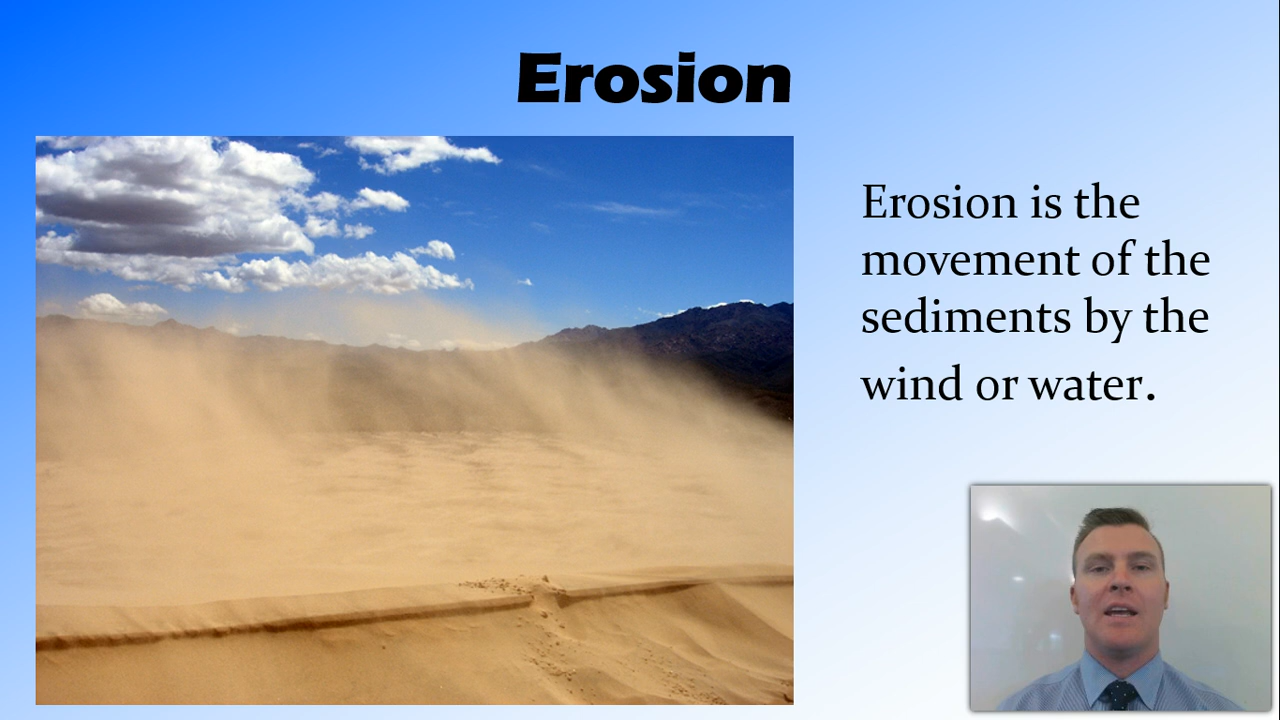 Erosion
Erosion is the
movement of the
sediments by the
wind or water.